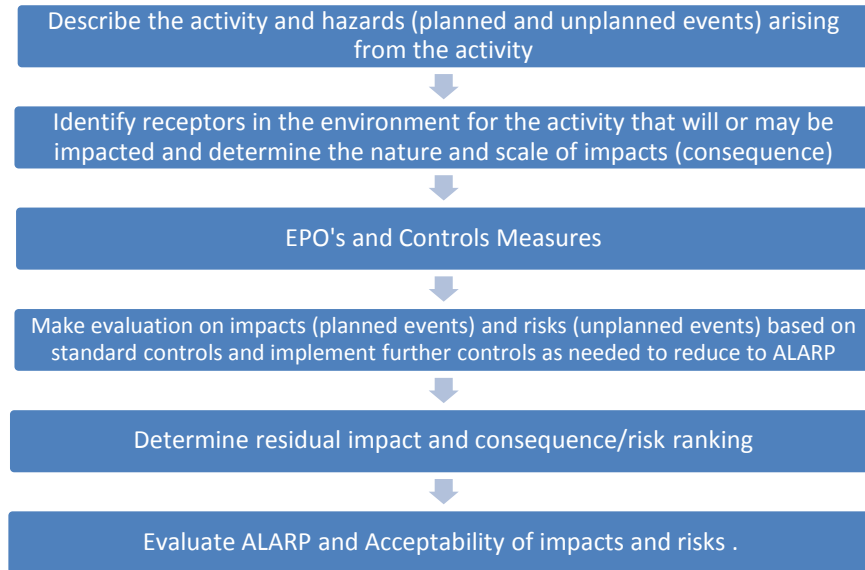 Describe the activity and hazards (planned and unplanned events) arising
from the activity
Identify receptors in the environment for the activity that will or may be
impacted and determine the nature and scale of impacts (consequence)
EPO's and Controls Measures
Make evaluation on impacts (planned events) and risks (unplanned events) based on
standard controls and implement further controls as needed to reduce to ALARP
Determine residual impact and consequence/risk ranking
Evaluate ALARP and Acceptability of impacts and risks .